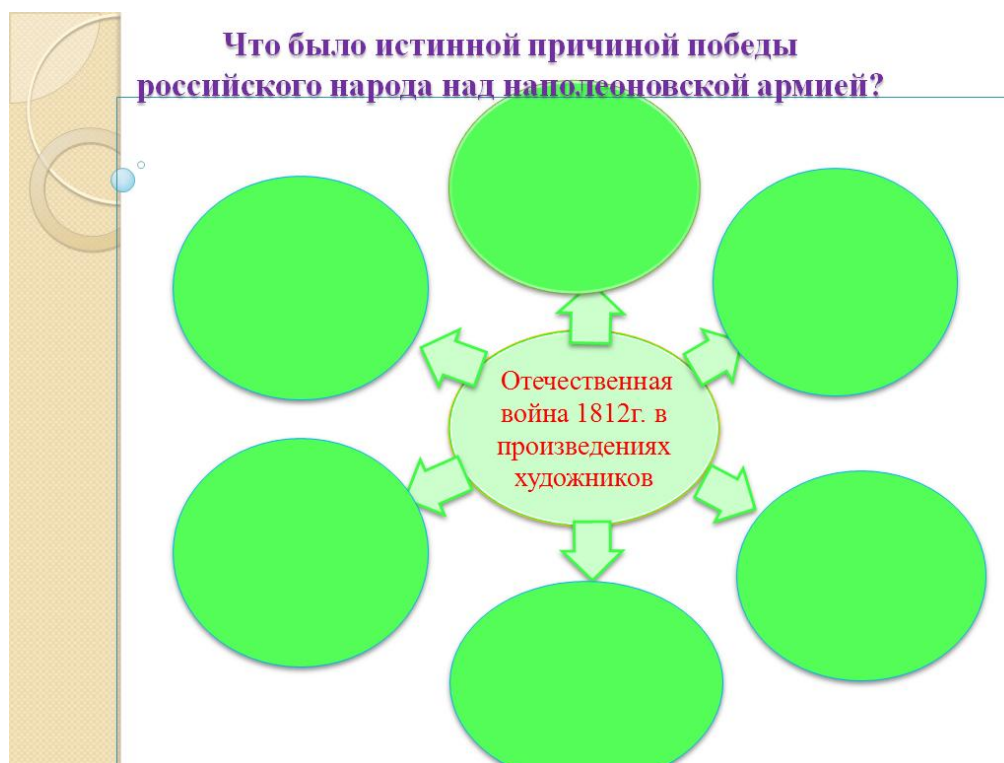 Что было истинной причиной победы
российского народа над наполеоновской армией?
Отечественная
война 1812г. в
произведениях
художников